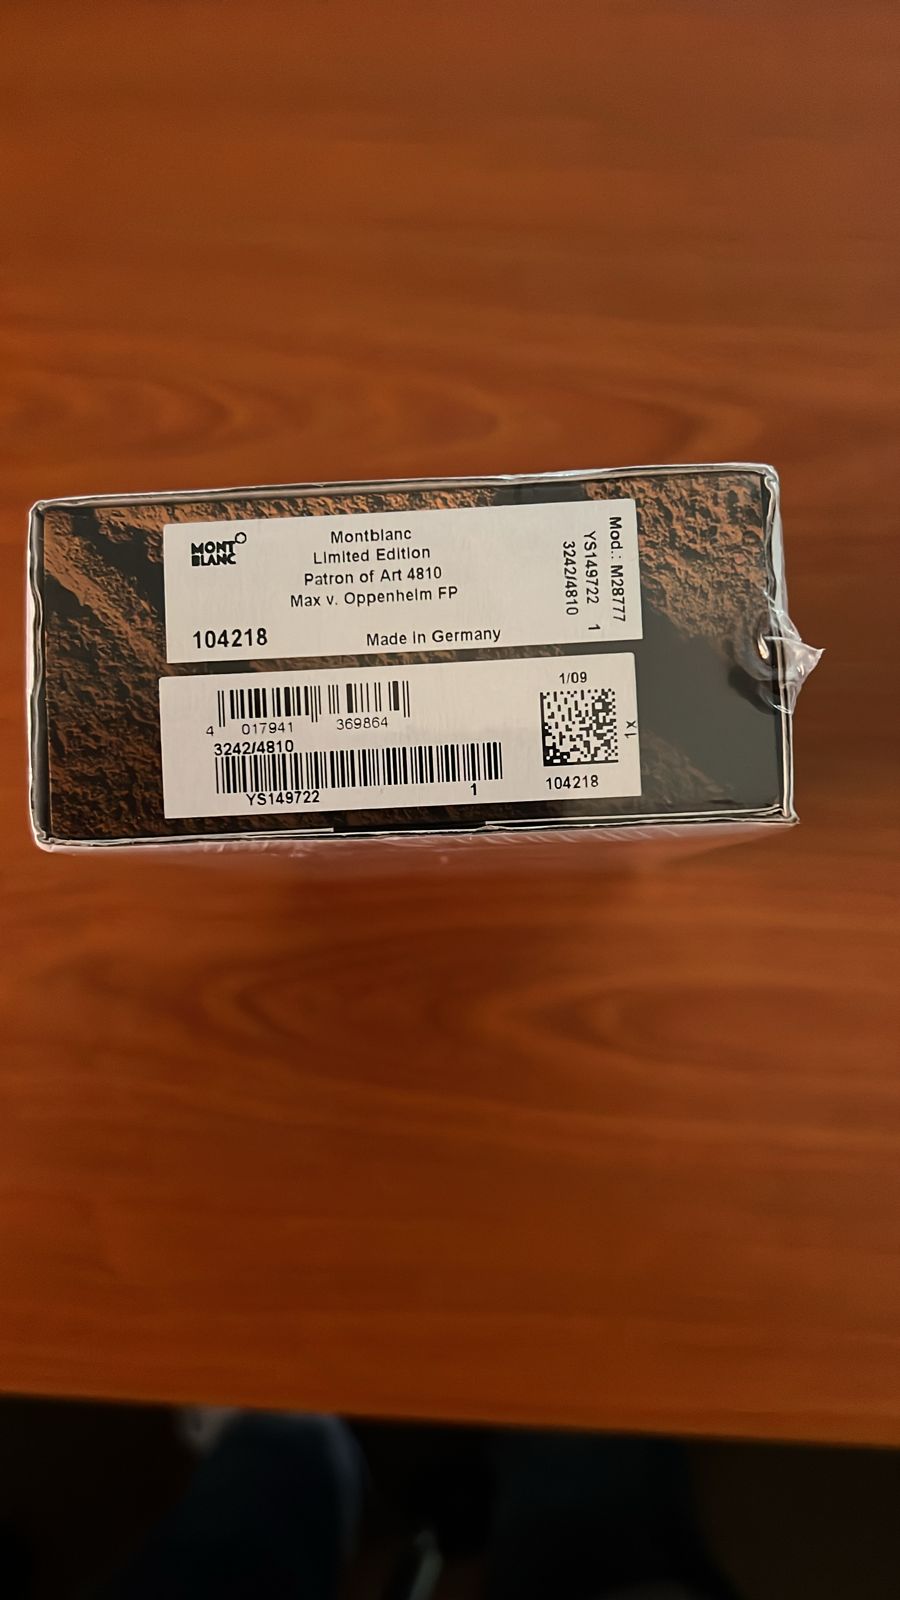 MONT
BLANC
Montblanc
Limited Edition
Patron of Art 4810
Max v. Oppenheim FP
104218
Made in Germany
Mod.: M28777
YS149722 1
3242/4810
4 017941 369864
3242/4810
YS149722 1
1/09
1x
104218